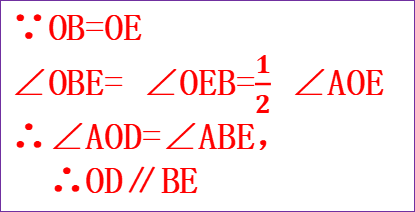 ∵OB=OE
∠OBE= ∠OEB=1/2 ∠AOE
∴∠AOD=∠ABE，
∴OD∥BE